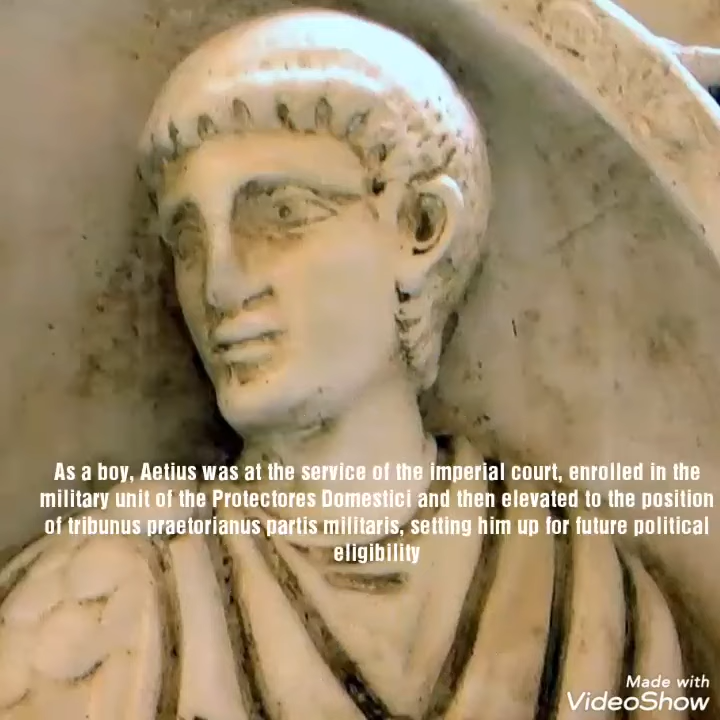 As a boy, Aetius was at the service of the imperial court, enrolled in the
military unit of the Protectores Domestici and then elevated to the position
of tribunus praetorianus partis militaris, setting him up for future political
eligibility
Made with
VideoShow